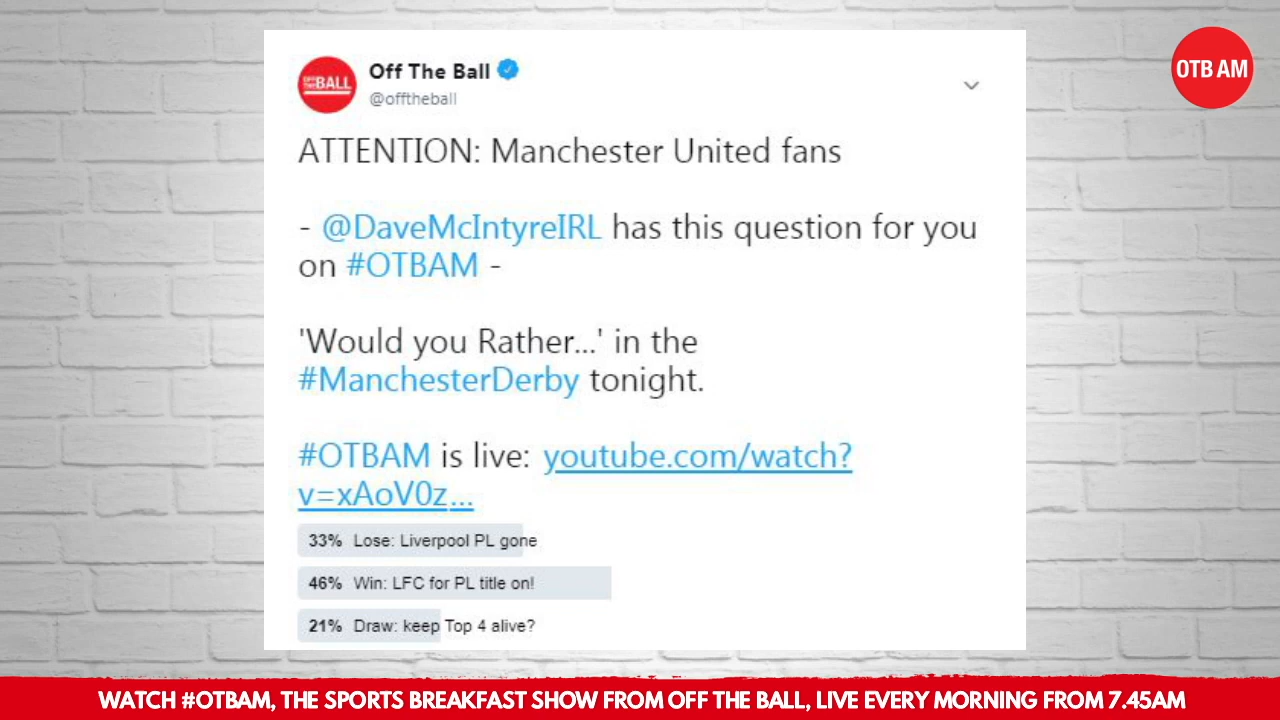 OTB AM
OFF THE BALL
Off The Ball
@offtheball
ATTENTION: Manchester United fans
- @DaveMcIntyreIRL has this question for you
on #OTBAM -
'Would you Rather...' in the
#ManchesterDerby tonight.
#OTBAM is live: youtube.com/watch?
v=xAoV0z...
33% Lose: Liverpool PL gone
46% Win: LFC for PL title on!
21% Draw: keep Top 4 alive?
WATCH #OTBAM, THE SPORTS BREAKFAST SHOW FROM OFF THE BALL, LIVE EVERY MORNING FROM 7.45AM